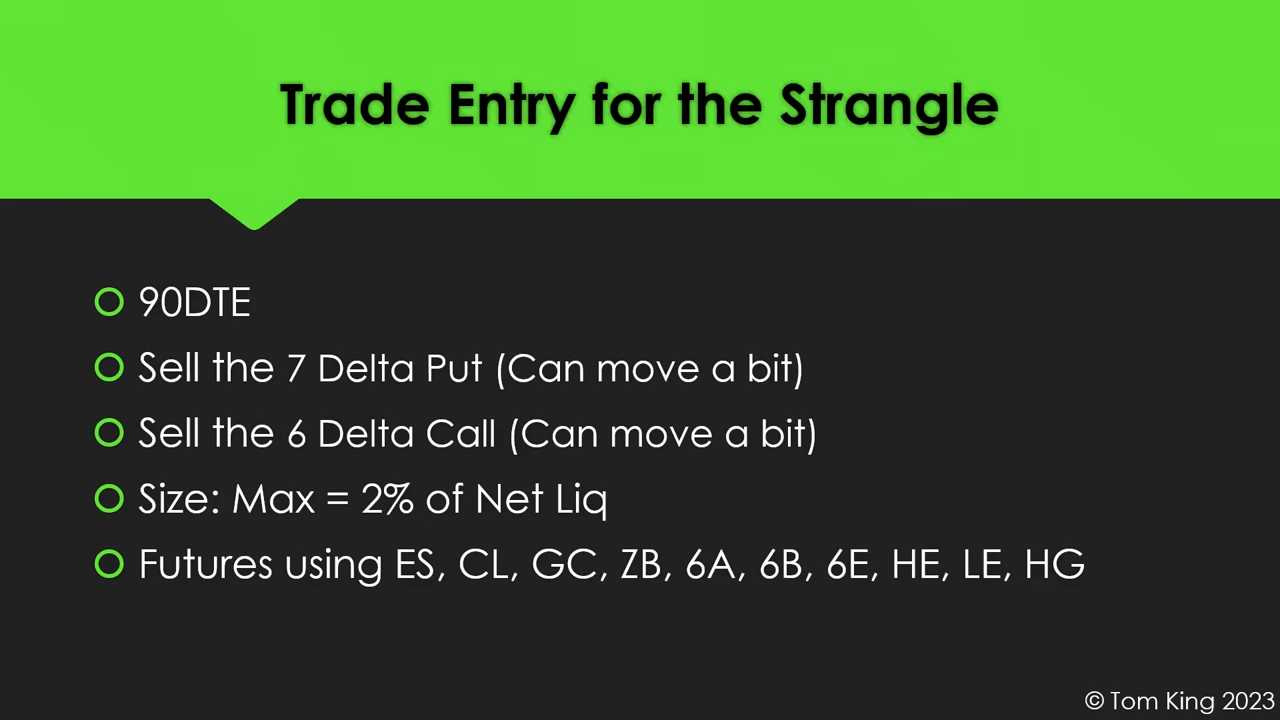 Trade Entry for the Strangle
90DTE
Sell the 7 Delta Put (Can move a bit)
Sell the 6 Delta Call (Can move a bit)
Size: Max = 2% of Net Liq
Futures using ES, CL, GC, ZB, 6A, 6B, 6E, HE, LE, HG
© Tom King 2023